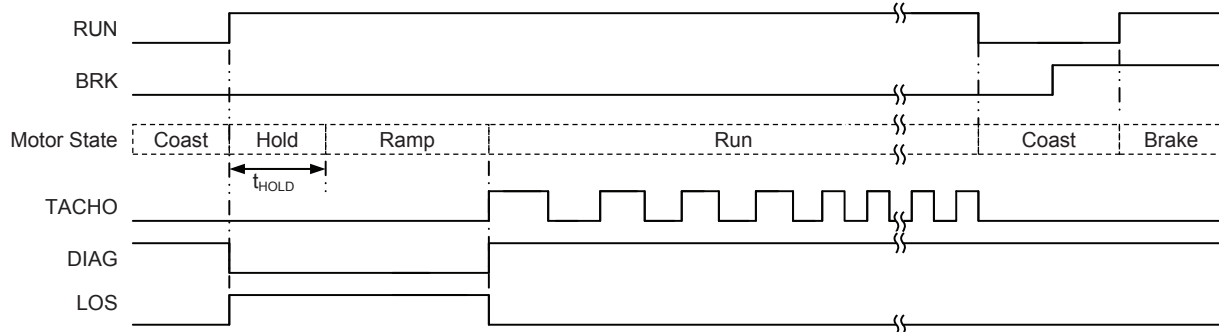 RUN
BRK
Motor State
Coast
Hold
Ramp
Run
Coast
Brake
tHOLD
TACHO
DIAG
LOS